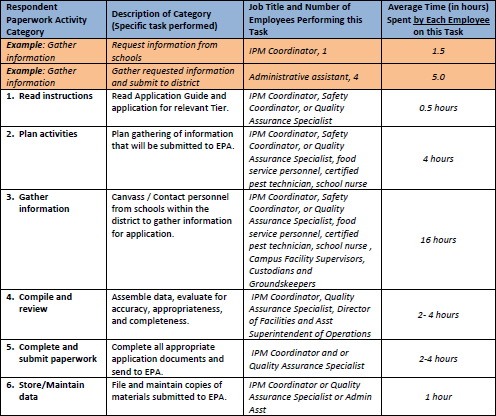 Respondent
Paperwork Activity
Category
Description of Category
(Specific task performed)
Job Title and Number of
Employees Performing this
Task
Average Time (in hours)
Spent by Each Employee
on this Task
Example: Gather
information
Request information from
schools
IPM Coordinator, 1
1.5
Example: Gather
information
Gather requested information
and submit to district
Administrative assistant, 4
5.0
1. Read instructions
Read Application Guide and
application for relevant Tier.
IPM Coordinator, Safety
Coordinator, or Quality
Assurance Specialist
0.5 hours
2. Plan activities
Plan gathering of information
that will be submitted to EPA.
IPM Coordinator, Safety
Coordinator, or Quality
Assurance Specialist, food
service personnel, certified
pest technician, school nurse
4 hours
3. Gather
information
Canvass / Contact personnel
from schools within the
district to gather information
for application.
IPM Coordinator, Safety
Coordinator, or Quality
Assurance Specialist, food
service personnel, certified
pest technician, school nurse ,
Campus Facility Supervisors,
Custodians and
Groundskeepers
16 hours
4. Compile and
review
Assemble data, evaluate for
accuracy, appropriateness,
and completeness.
IPM Coordinator, Quality
Assurance Specialist, Director
of Facilities and Asst
Superintendent of Operations
2- 4 hours
5. Complete and
submit paperwork
Complete all appropriate
application documents and
send to EPA.
IPM Coordinator and or
Quality Assurance Specialist
2-4 hours
6. Store/Maintain
data
File and maintain copies of
materials submitted to EPA.
IPM Coordinator or Quality
Assurance Specialist or Admin
Asst
1 hour